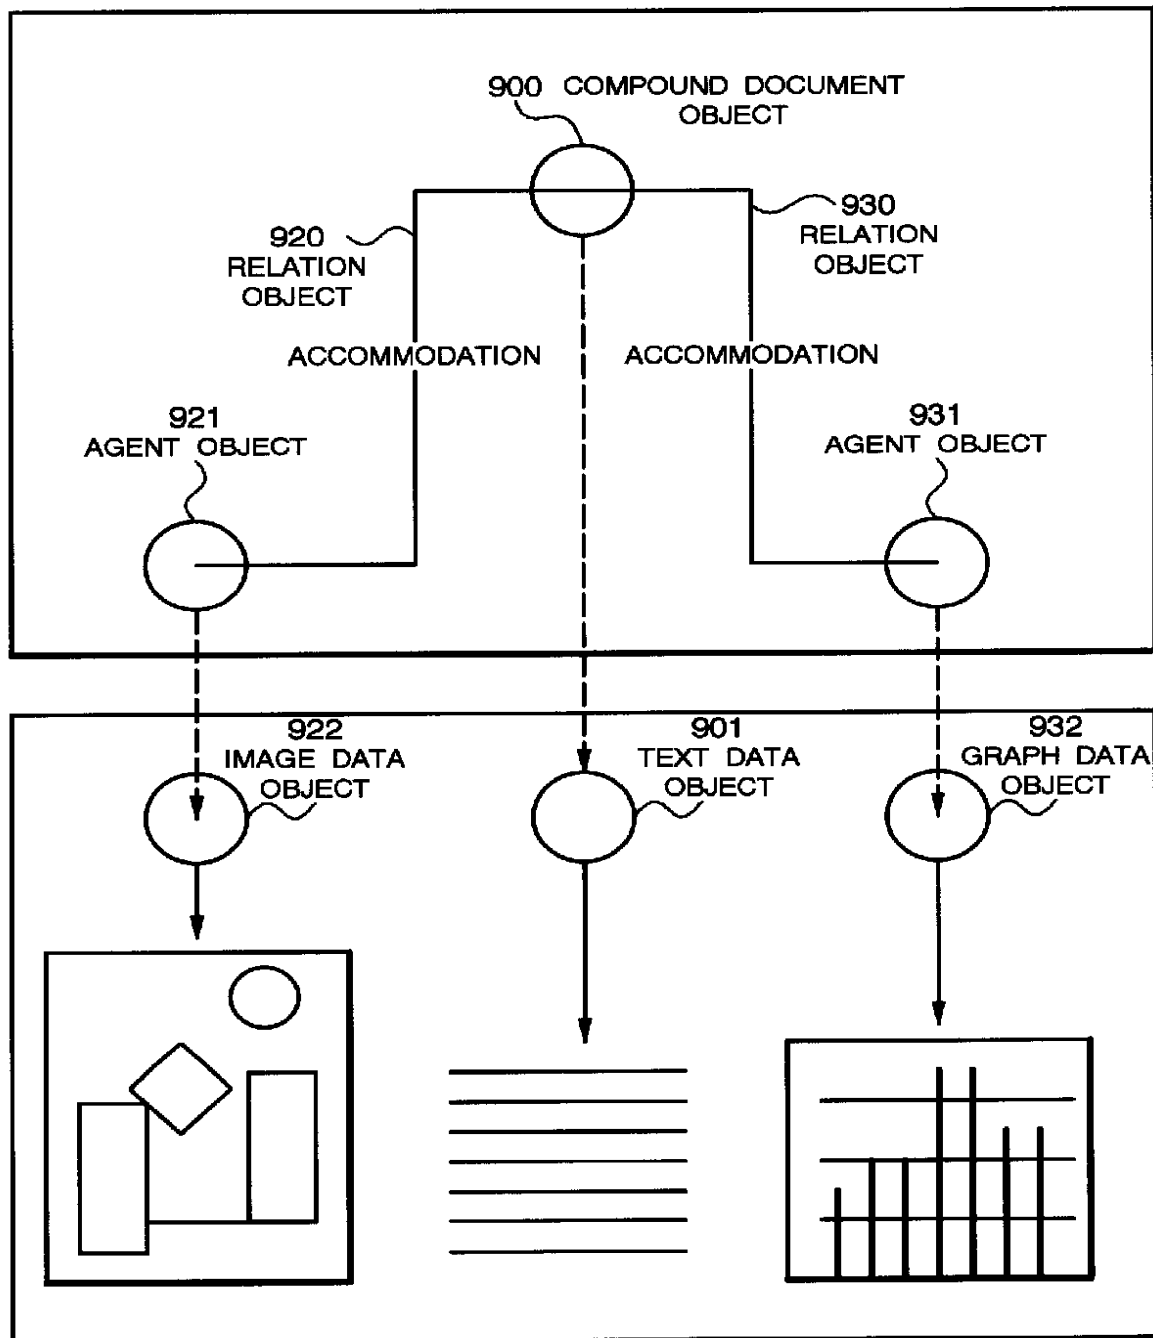 900 COMPOUND DOCUMENT
OBJECT
920
RELATION
OBJECT
930
RELATION
OBJECT
ACCOMMODATION
ACCOMMODATION
921
AGENT OBJECT
931
AGENT OBJECT
922
IMAGE DATA
OBJECT
901
TEXT DATA
OBJECT
932
GRAPH DATA
OBJECT